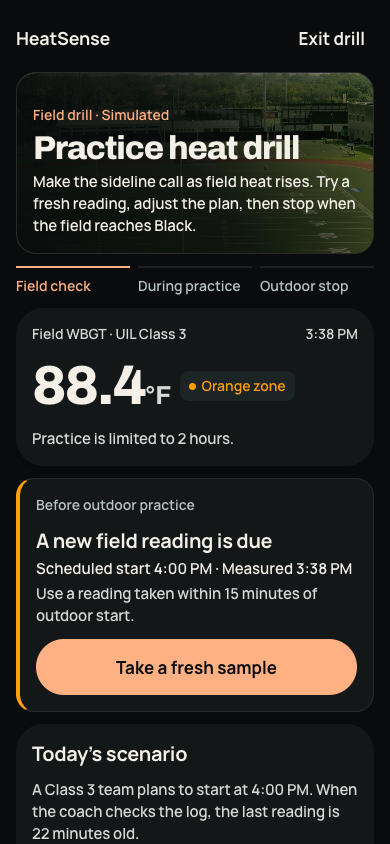 HeatSense
Exit drill
Field drill · Simulated
Practice heat drill
Make the sideline call as field heat rises. Try a
fresh reading, adjust the plan, then stop when
the field reaches Black.
Field check
During practice
Outdoor stop
Field WBGT · UIL Class 3
3:38 PM
88.4°F
Orange zone
Practice is limited to 2 hours.
Before outdoor practice
A new field reading is due
Scheduled start 4:00 PM · Measured 3:38 PM
Use a reading taken within 15 minutes of
outdoor start.
Take a fresh sample
Today's scenario
A Class 3 team plans to start at 4:00 PM. When
the coach checks the log, the last reading is
22 minutes old.